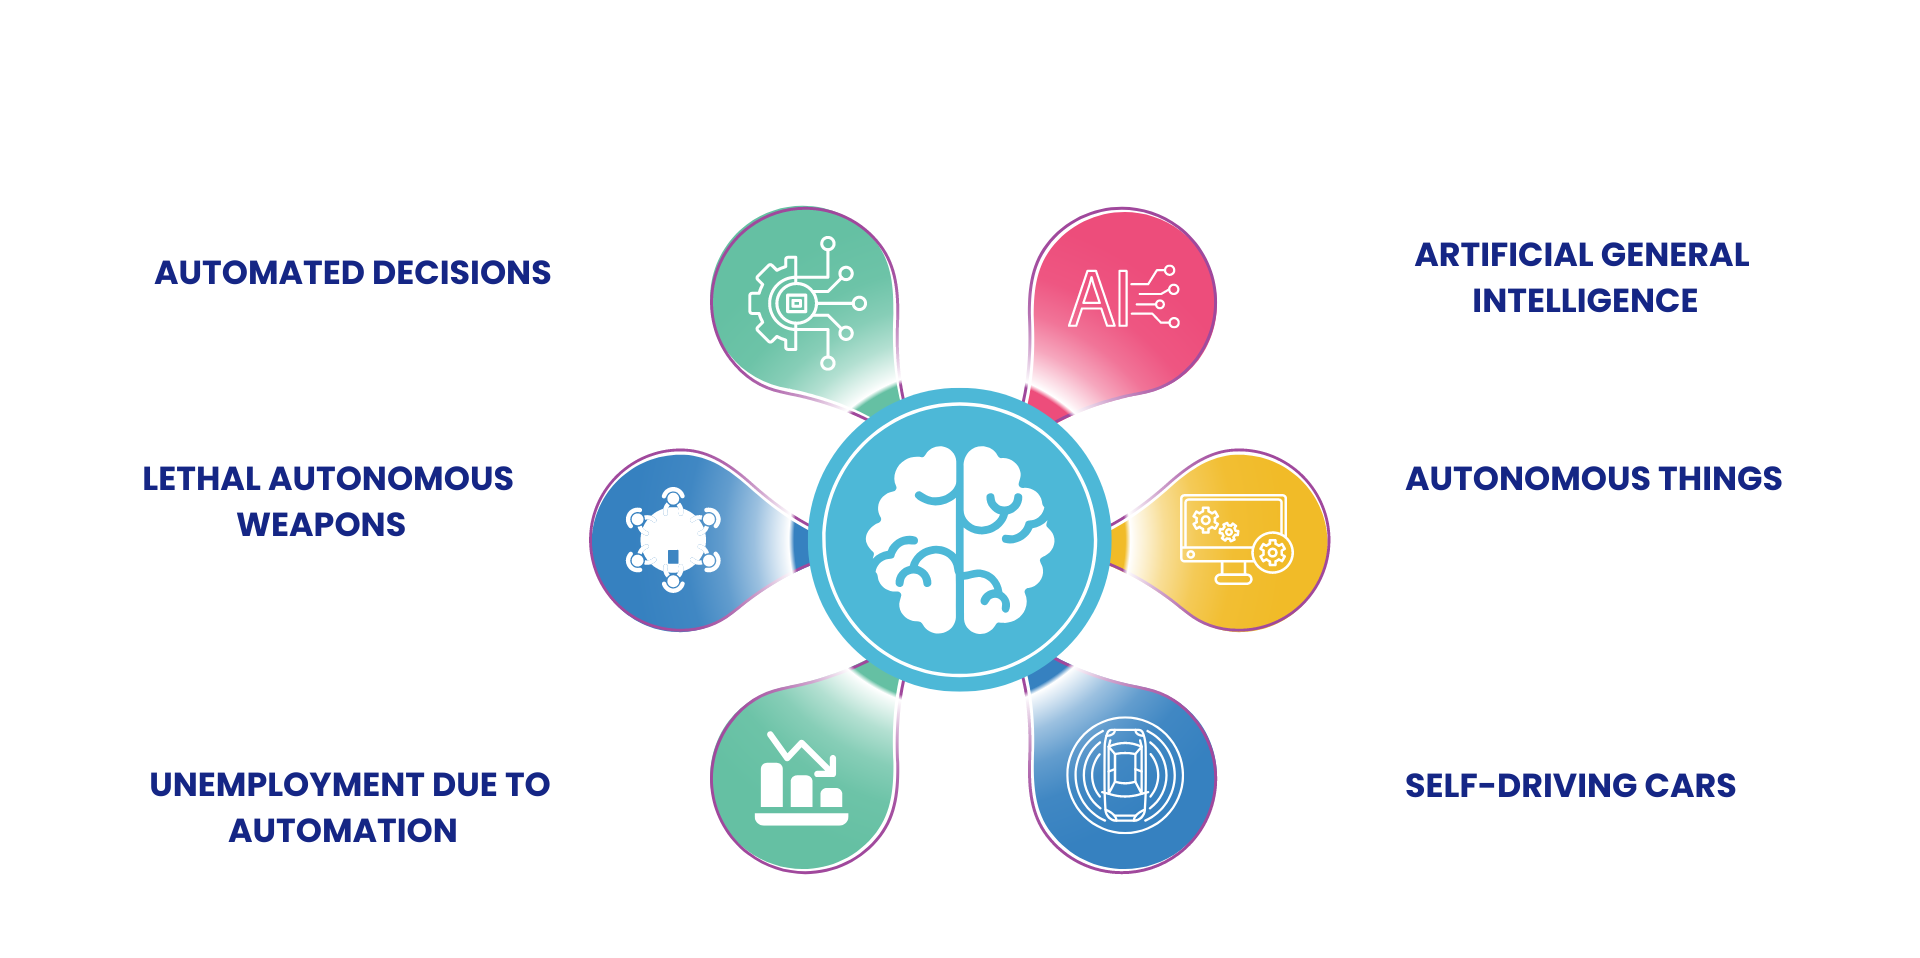 AUTOMATED DECISIONS
ARTIFICIAL GENERAL
INTELLIGENCE
LETHAL AUTONOMOUS
WEAPONS
AUTONOMOUS THINGS
UNEMPLOYMENT DUE TO
AUTOMATION
SELF-DRIVING CARS
AI